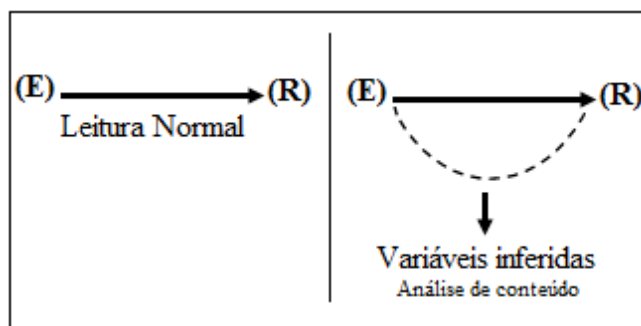 (E) (R)
Leitura Normal
(E) (R)
Variáveis inferidas
Análise de conteúdo